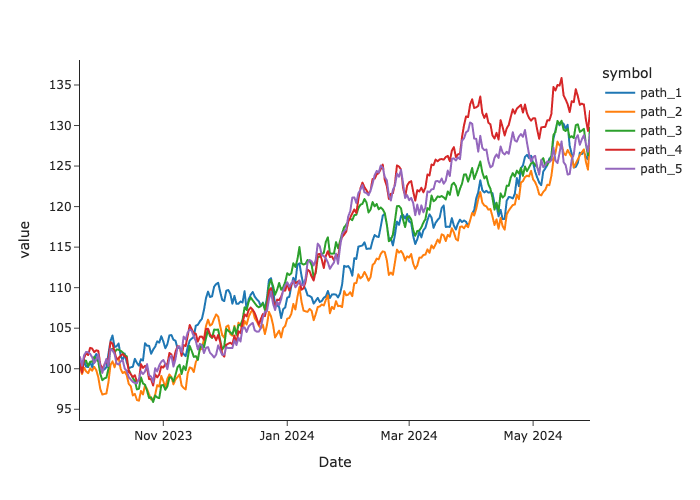 symbol
path_1
path_2
path_3
path_4
path_5
value
135
130
125
120
115
110
105
100
95
Nov 2023
Jan 2024
Mar 2024
May 2024
Date